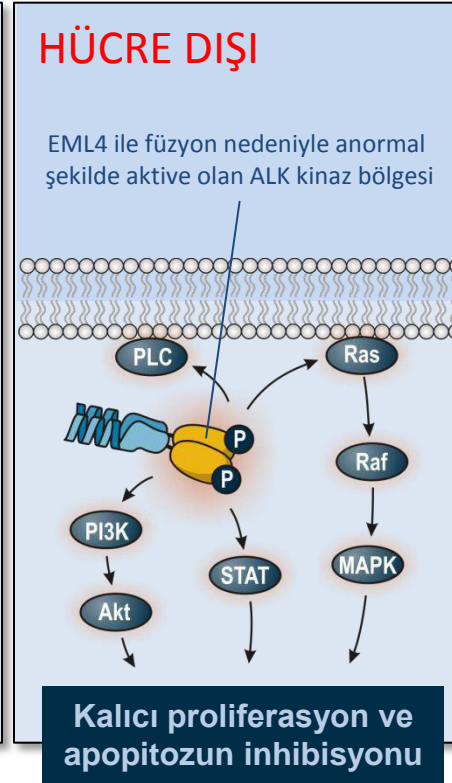 HÜCRE DIŞI
EML4 ile füzyon nedeniyle anormal
şekilde aktive olan ALK kinaz bölgesi
PLC
Ras
P
P
Raf
PI3K
STAT
MAPK
Akt
Kalıcı proliferasyon ve
apopitozun inhibisyonu